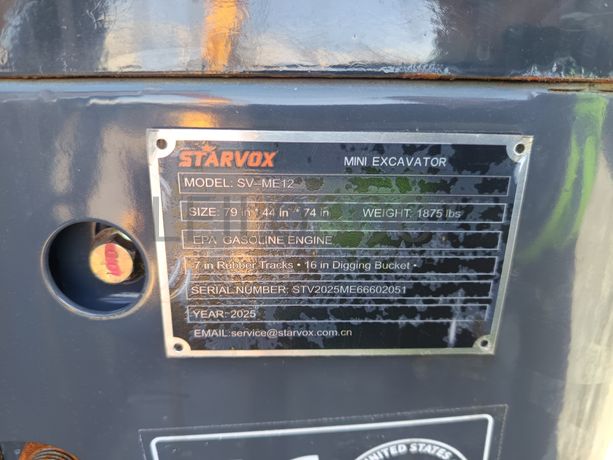 STARVOX MINI EXCAVATOR
MODEL: SV-ME12
SIZE: 79 in * 44 in * 74 in WEIGHT: 1875 lbs
EPA GASOLINE ENGINE
7 in Rubber Tracks • 16 in Digging Bucket •
SERIAL NUMBER: STV2025ME66602051
YEAR: 2025
EMAIL: service@starvox.com.cn
UNITED STATES